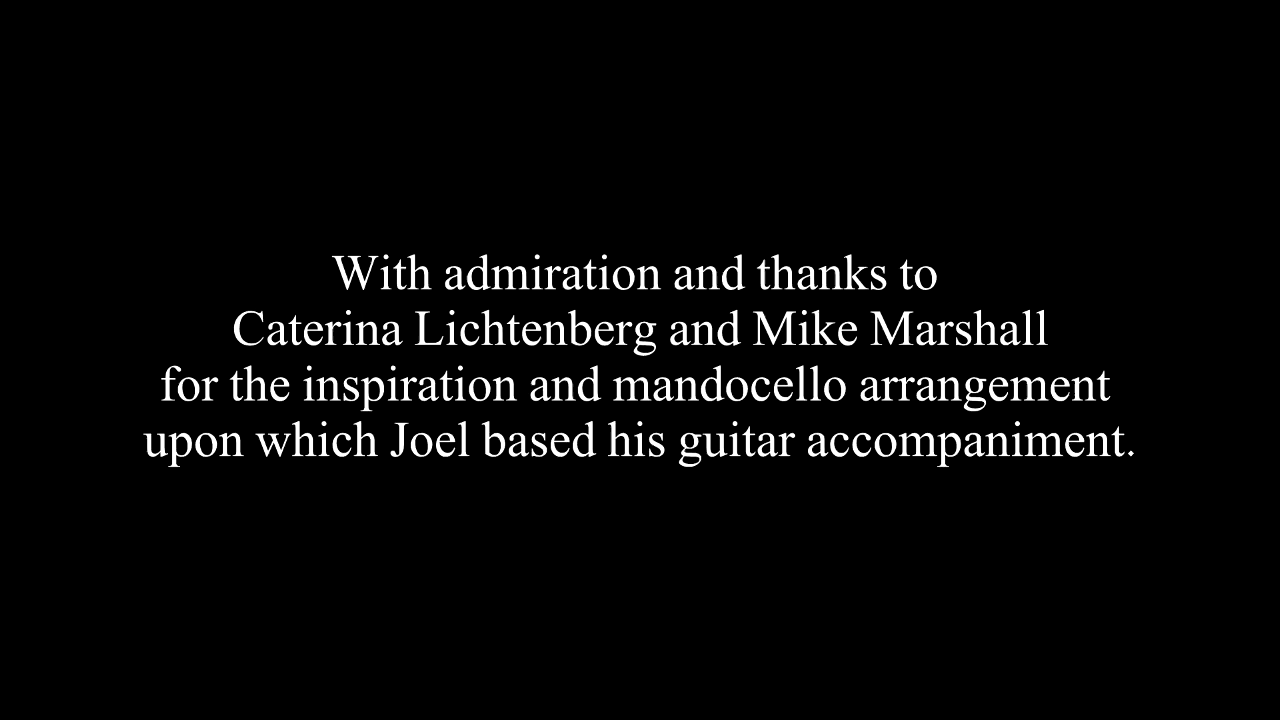 With admiration and thanks to
Caterina Lichtenberg and Mike Marshall
for the inspiration and mandocello arrangement
upon which Joel based his guitar accompaniment.